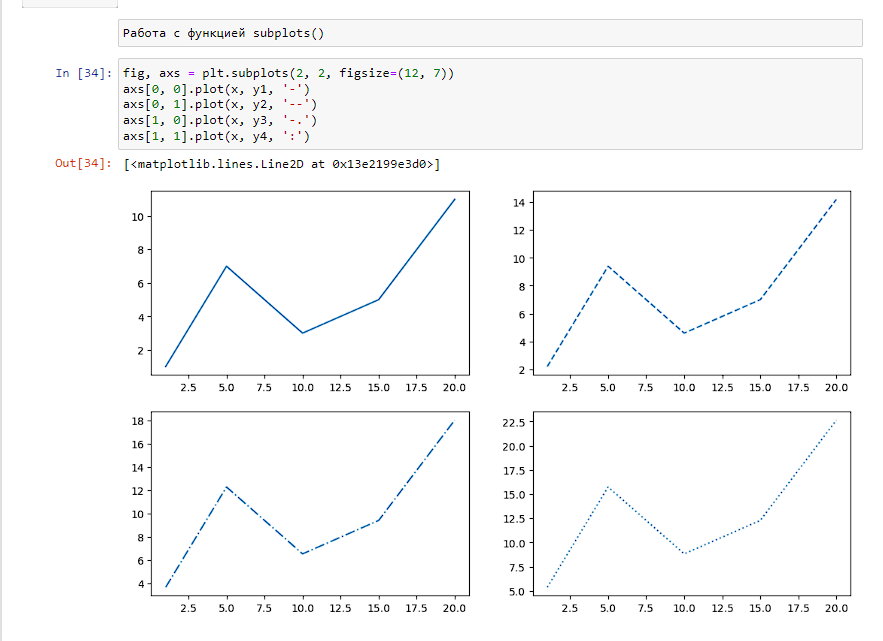 Работа с функцией subplots()
In [34]: fig, axs = plt.subplots(2, 2, figsize=(12, 7))
axs[0, 0].plot(x, y1, '-')
axs[0, 1].plot(x, y2, '--')
axs[1, 0].plot(x, y3, '-.')
axs[1, 1].plot(x, y4, ':')
Out[34]: [<matplotlib.lines.Line2D at 0x13e2199e3d0>]
10
8
6
4
2
2.5 5.0 7.5 10.0 12.5 15.0 17.5 20.0
14
12
10
8
6
4
2
2.5 5.0 7.5 10.0 12.5 15.0 17.5 20.0
18
16
14
12
10
8
6
4
2.5 5.0 7.5 10.0 12.5 15.0 17.5 20.0
22.5
20.0
17.5
15.0
12.5
10.0
7.5
5.0
2.5 5.0 7.5 10.0 12.5 15.0 17.5 20.0